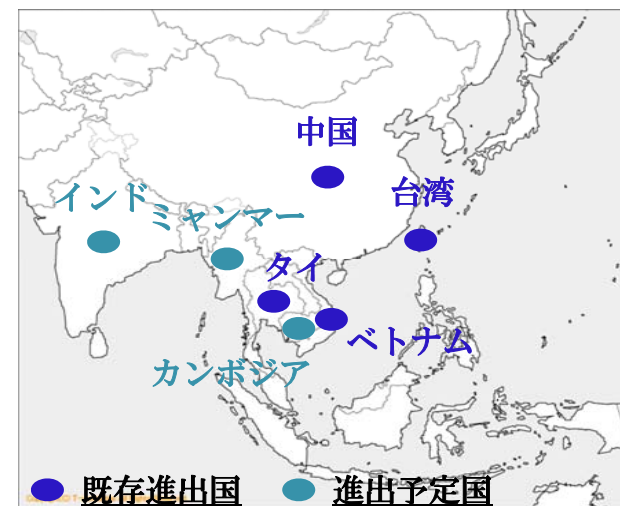 中国
台湾
インド
ミャンマー
タイ
ベトナム
カンボジア
既存進出国
進出予定国